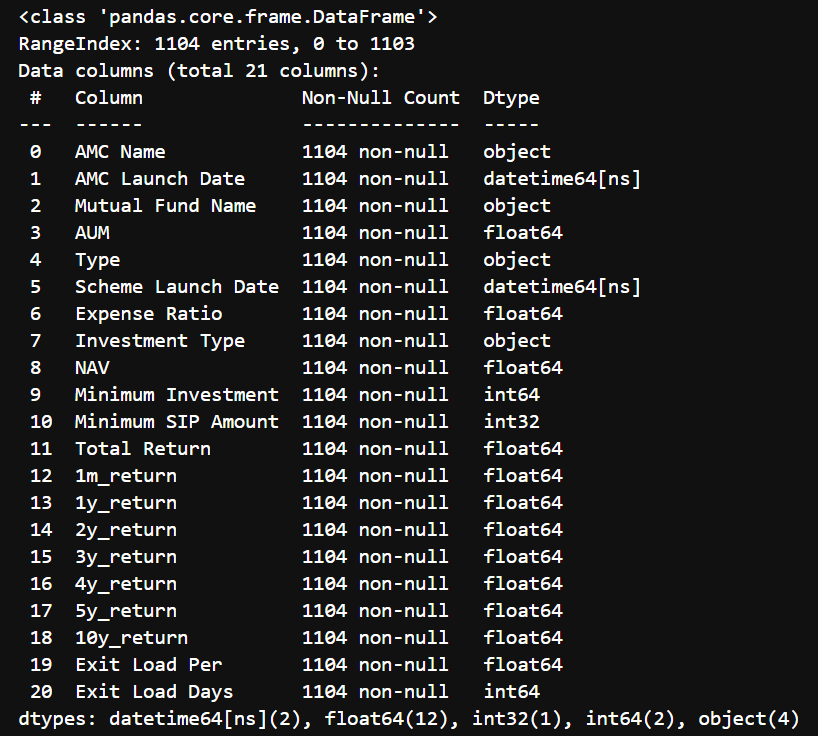 <class 'pandas.core.frame.DataFrame'>
RangeIndex: 1104 entries, 0 to 1103
Data columns (total 21 columns):
 #   Column               Non-Null Count  Dtype
---  ------               --------------  -----
 0   AMC Name             1104 non-null   object
 1   AMC Launch Date      1104 non-null   datetime64[ns]
 2   Mutual Fund Name     1104 non-null   object
 3   AUM                  1104 non-null   float64
 4   Type                 1104 non-null   object
 5   Scheme Launch Date   1104 non-null   datetime64[ns]
 6   Expense Ratio        1104 non-null   float64
 7   Investment Type      1104 non-null   object
 8   NAV                  1104 non-null   float64
 9   Minimum Investment   1104 non-null   int64
 10  Minimum SIP Amount   1104 non-null   int32
 11  Total Return         1104 non-null   float64
 12  1m_return            1104 non-null   float64
 13  1y_return            1104 non-null   float64
 14  2y_return            1104 non-null   float64
 15  3y_return            1104 non-null   float64
 16  4y_return            1104 non-null   float64
 17  5y_return            1104 non-null   float64
 18  10y_return           1104 non-null   float64
 19  Exit Load Per        1104 non-null   float64
 20  Exit Load Days       1104 non-null   int64
dtypes: datetime64[ns](2), float64(12), int32(1), int64(2), object(4)